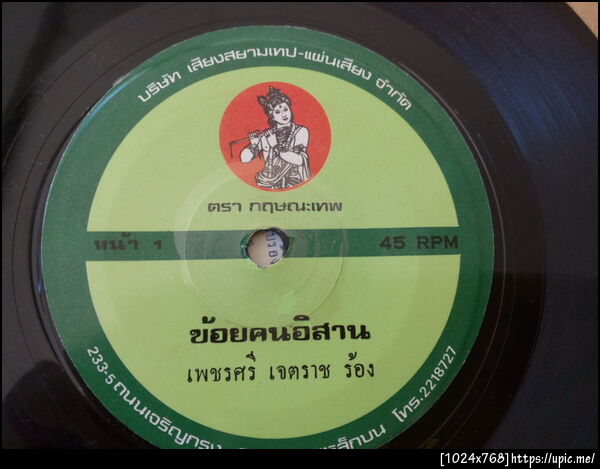 บริษัท เสียงสยามเทป-แผ่นเสียง จำกัด
ตรา กฤษณะเทพ
หน้า 1
45 RPM
ข้อยคนอิสาน
เพชรศรี เจตราช ร้อง
233-5 ถนนเจริญกรุง
โทร. 2218727
[1024x768]https://upic.me/